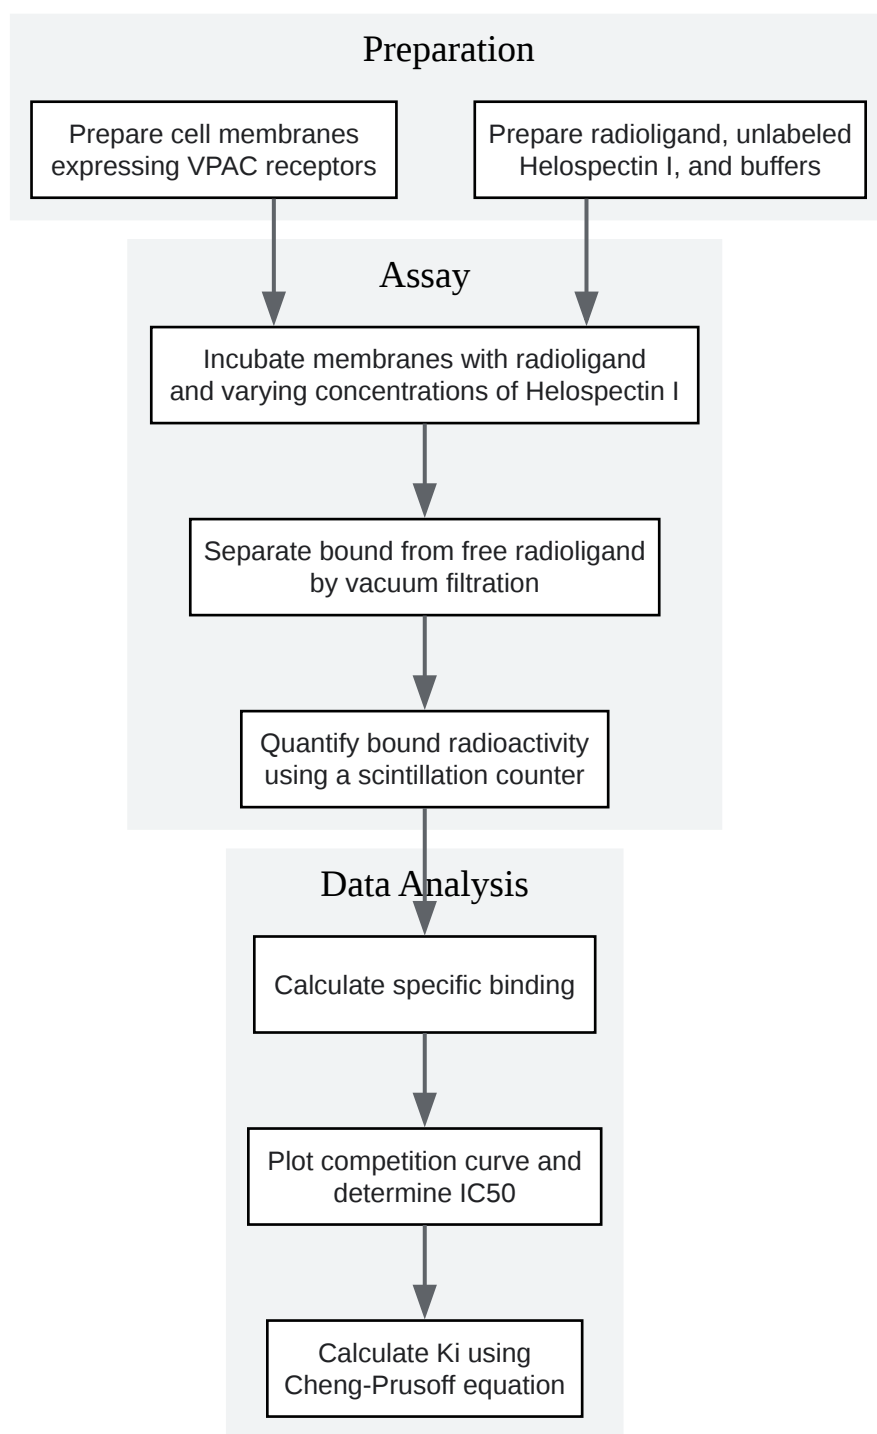 Preparation
Prepare cell membranes
expressing VPAC receptors
Prepare radioligand, unlabeled
Helospectin I, and buffers
Assay
Incubate membranes with radioligand
and varying concentrations of Helospectin I
Separate bound from free radioligand
by vacuum filtration
Quantify bound radioactivity
using a scintillation counter
Data Analysis
Calculate specific binding
Plot competition curve and
determine IC50
Calculate Ki using
Cheng-Prusoff equation